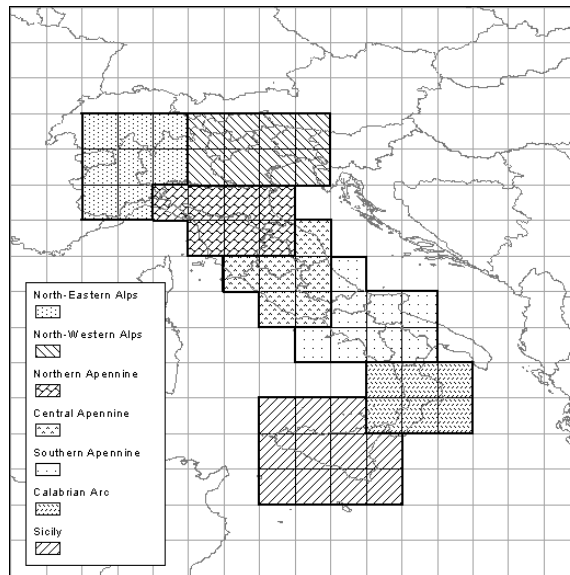 North-Eastern Alps
North-Western Alps
Northern Apennine
Central Apennine
Southern Apennine
Calabrian Arc
Sicily